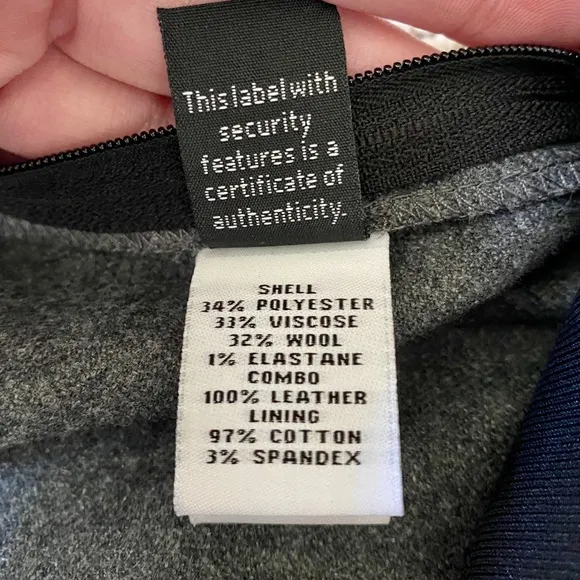 This label with
security
features is a
certificate of
authenticity.
SHELL
34% POLYESTER
33% VISCOSE
32% WOOL
1% ELASTANE
COMBO
100% LEATHER
LINING
97% COTTON
3% SPANDEX